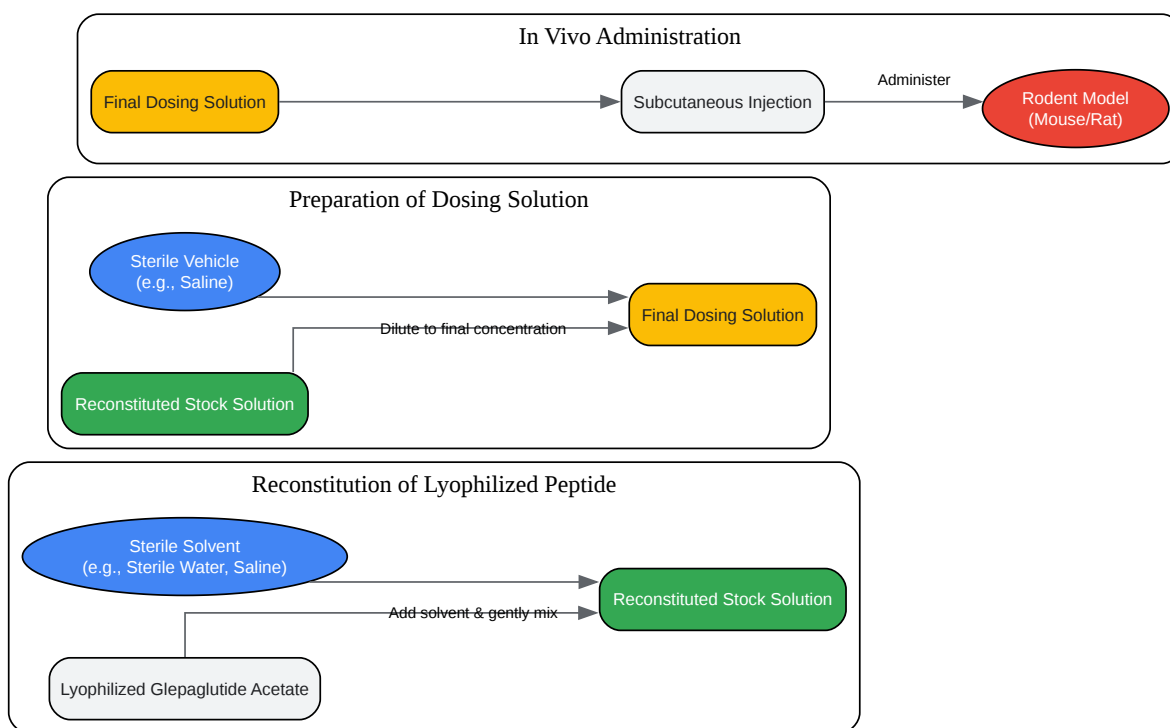 In Vivo Administration
Final Dosing Solution
Subcutaneous Injection
Administer
Rodent Model
(Mouse/Rat)
Preparation of Dosing Solution
Sterile Vehicle
(e.g., Saline)
Final Dosing Solution
Dilute to final concentration
Reconstituted Stock Solution
Reconstitution of Lyophilized Peptide
Sterile Solvent
(e.g., Sterile Water, Saline)
Reconstituted Stock Solution
Add solvent & gently mix
Lyophilized Glepaglutide Acetate